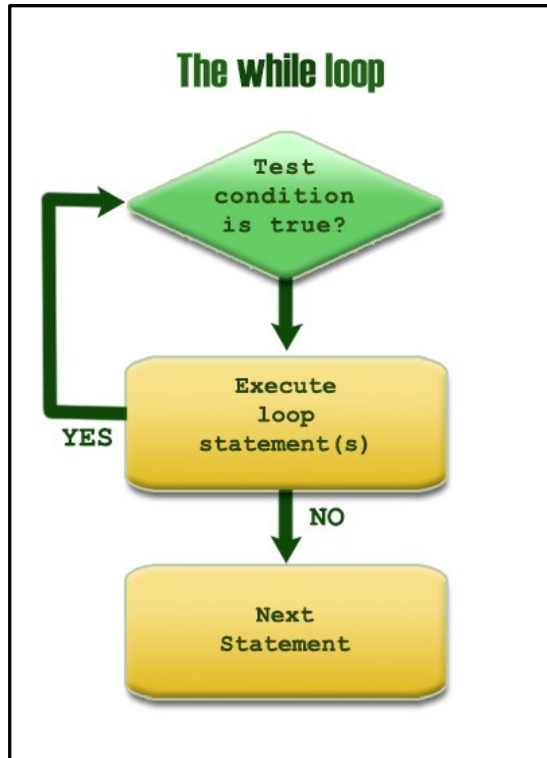 The while loop
Test
condition
is true?
Execute
loop
statement(s)
YES
NO
Next
Statement